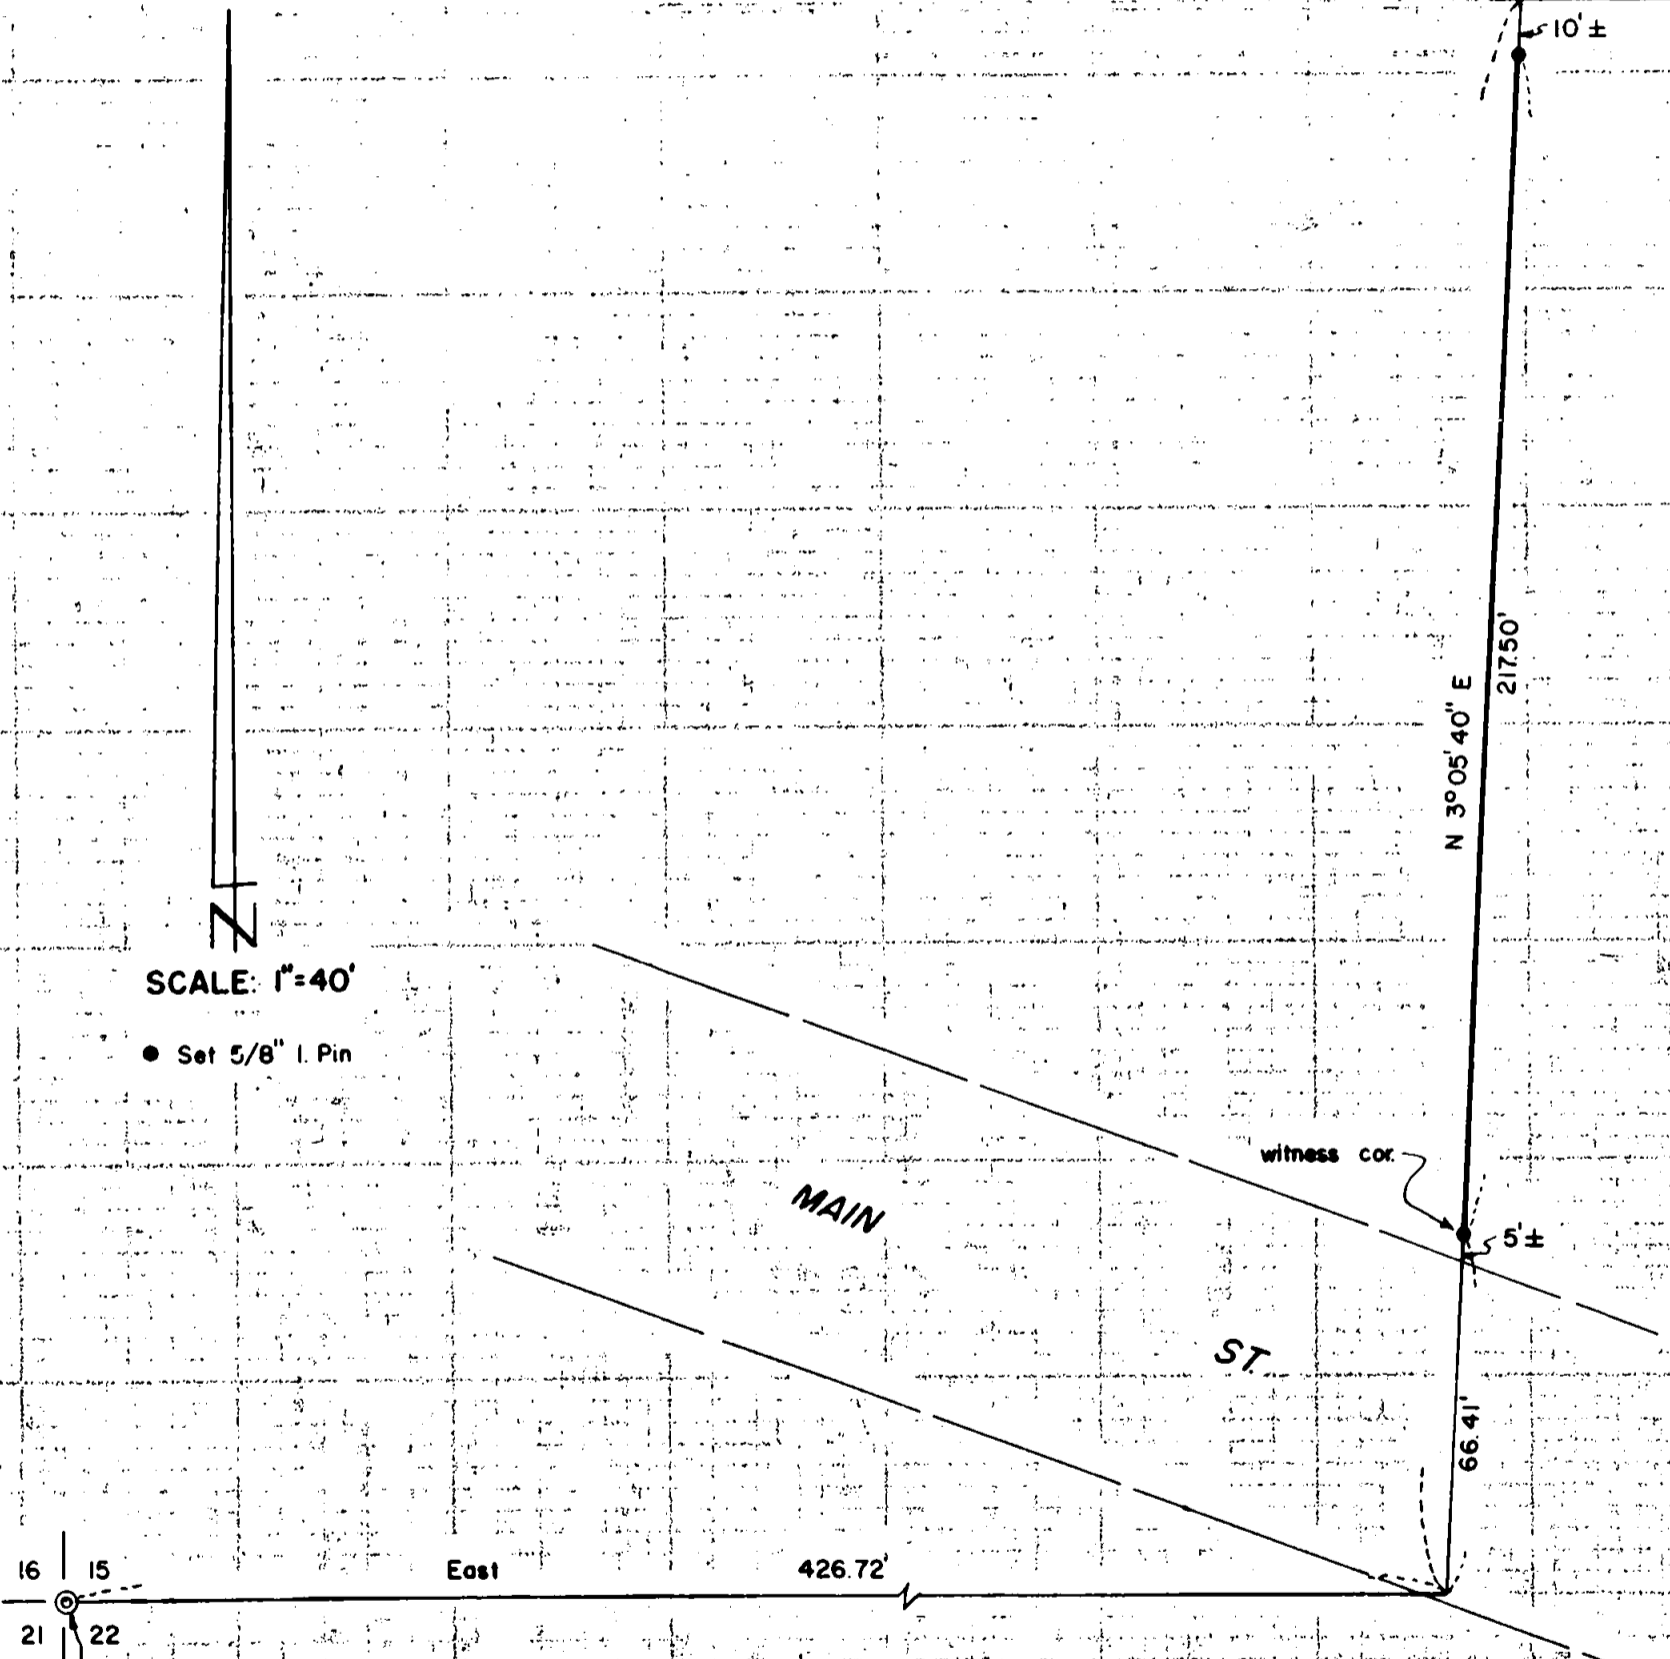 10' ±
217.50'
N 3° 05' 40" E
N
SCALE: 1"=40'
● Set 5/8" I. Pin
witness cor.
MAIN
5' ±
ST.
66.41'
16 15
East 426.72'
21 22